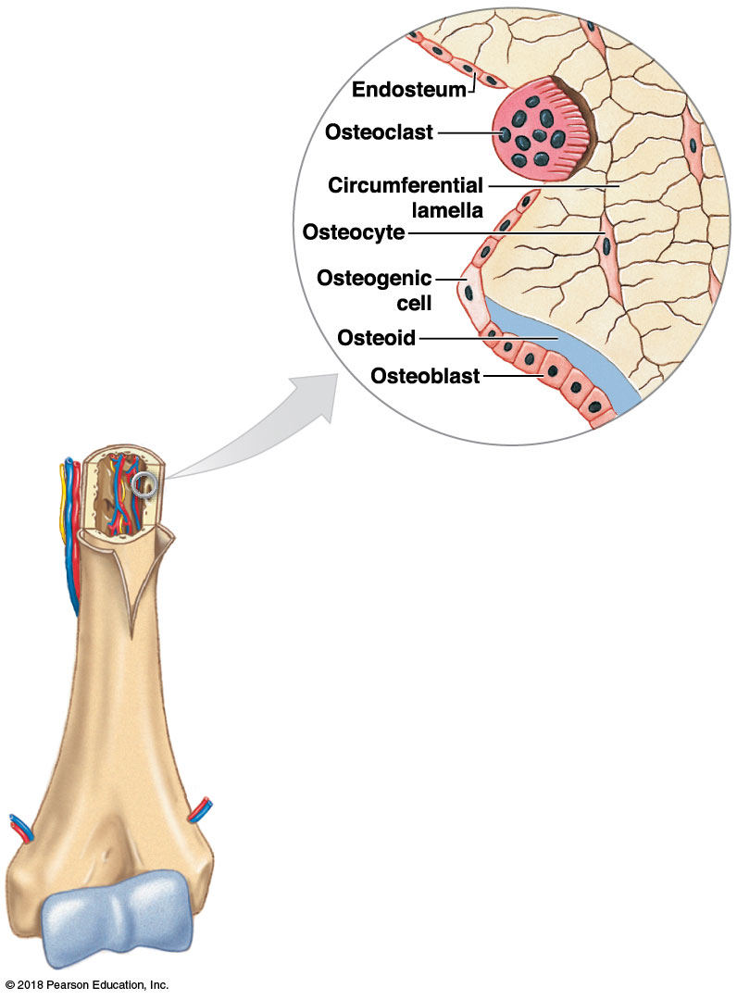 Endosteum
Osteoclast
Circumferential
lamella
Osteocyte
Osteogenic
cell
Osteoid
Osteoblast
© 2018 Pearson Education, Inc.